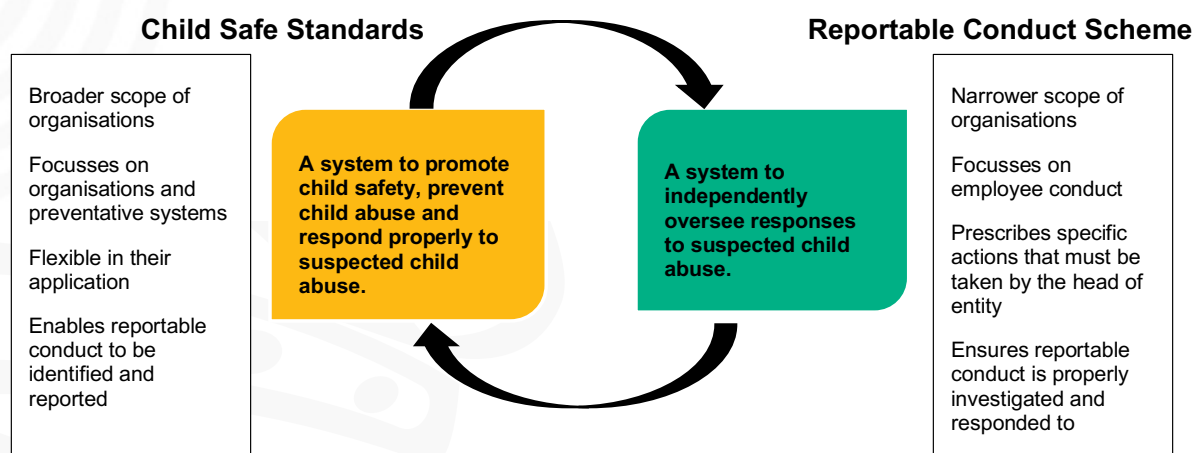 Child Safe Standards
Broader scope of
organisations
Focusses on
organisations and
preventative systems
Flexible in their
application
Enables reportable
conduct to be
identified and
reported
A system to promote
child safety, prevent
child abuse and
respond properly to
suspected child
abuse.
A system to
independently
oversee responses
to suspected child
abuse.
Reportable Conduct Scheme
Narrower scope of
organisations
Focusses on
employee conduct
Prescribes specific
actions that must be
taken by the head of
entity
Ensures reportable
conduct is properly
investigated and
responded to